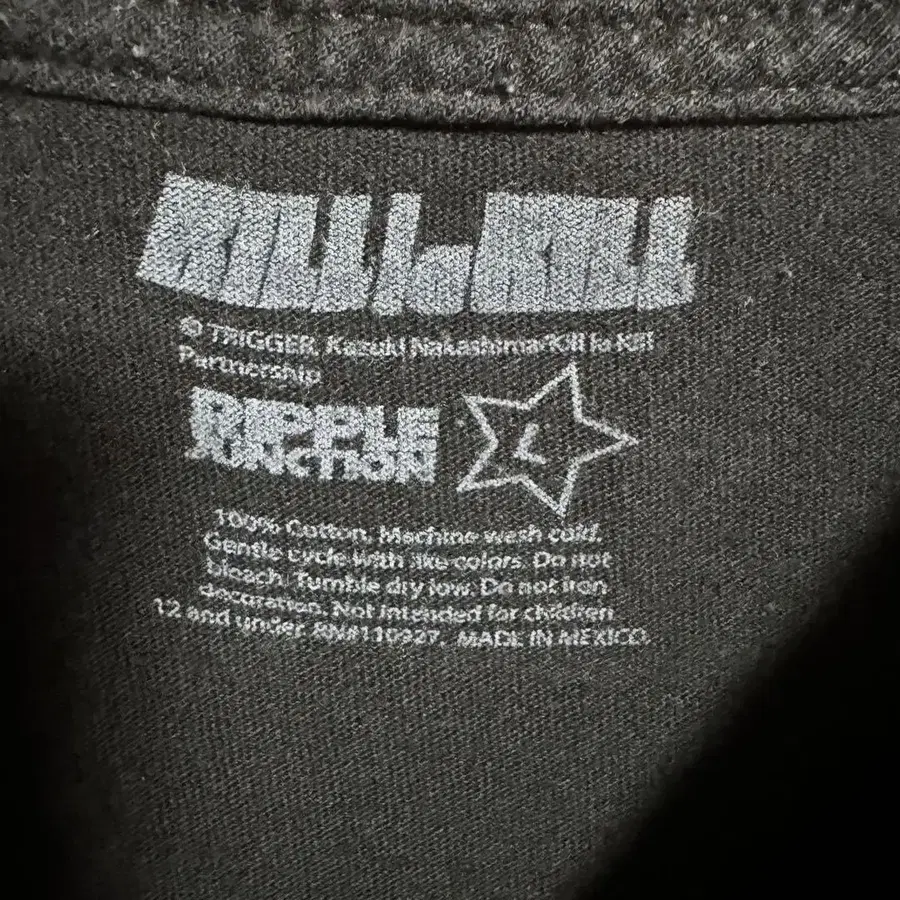 KILL la KILL
© TRIGGER, Kazuki Nakashima/Kill la Kill
Partnership
RIPPLE
JUNCTION
L
100% Cotton. Machine wash cold.
Gentle cycle with like colors. Do not
bleach. Tumble dry low. Do not iron
decoration. Not intended for children
12 and under. RN#110927. MADE IN MEXICO.